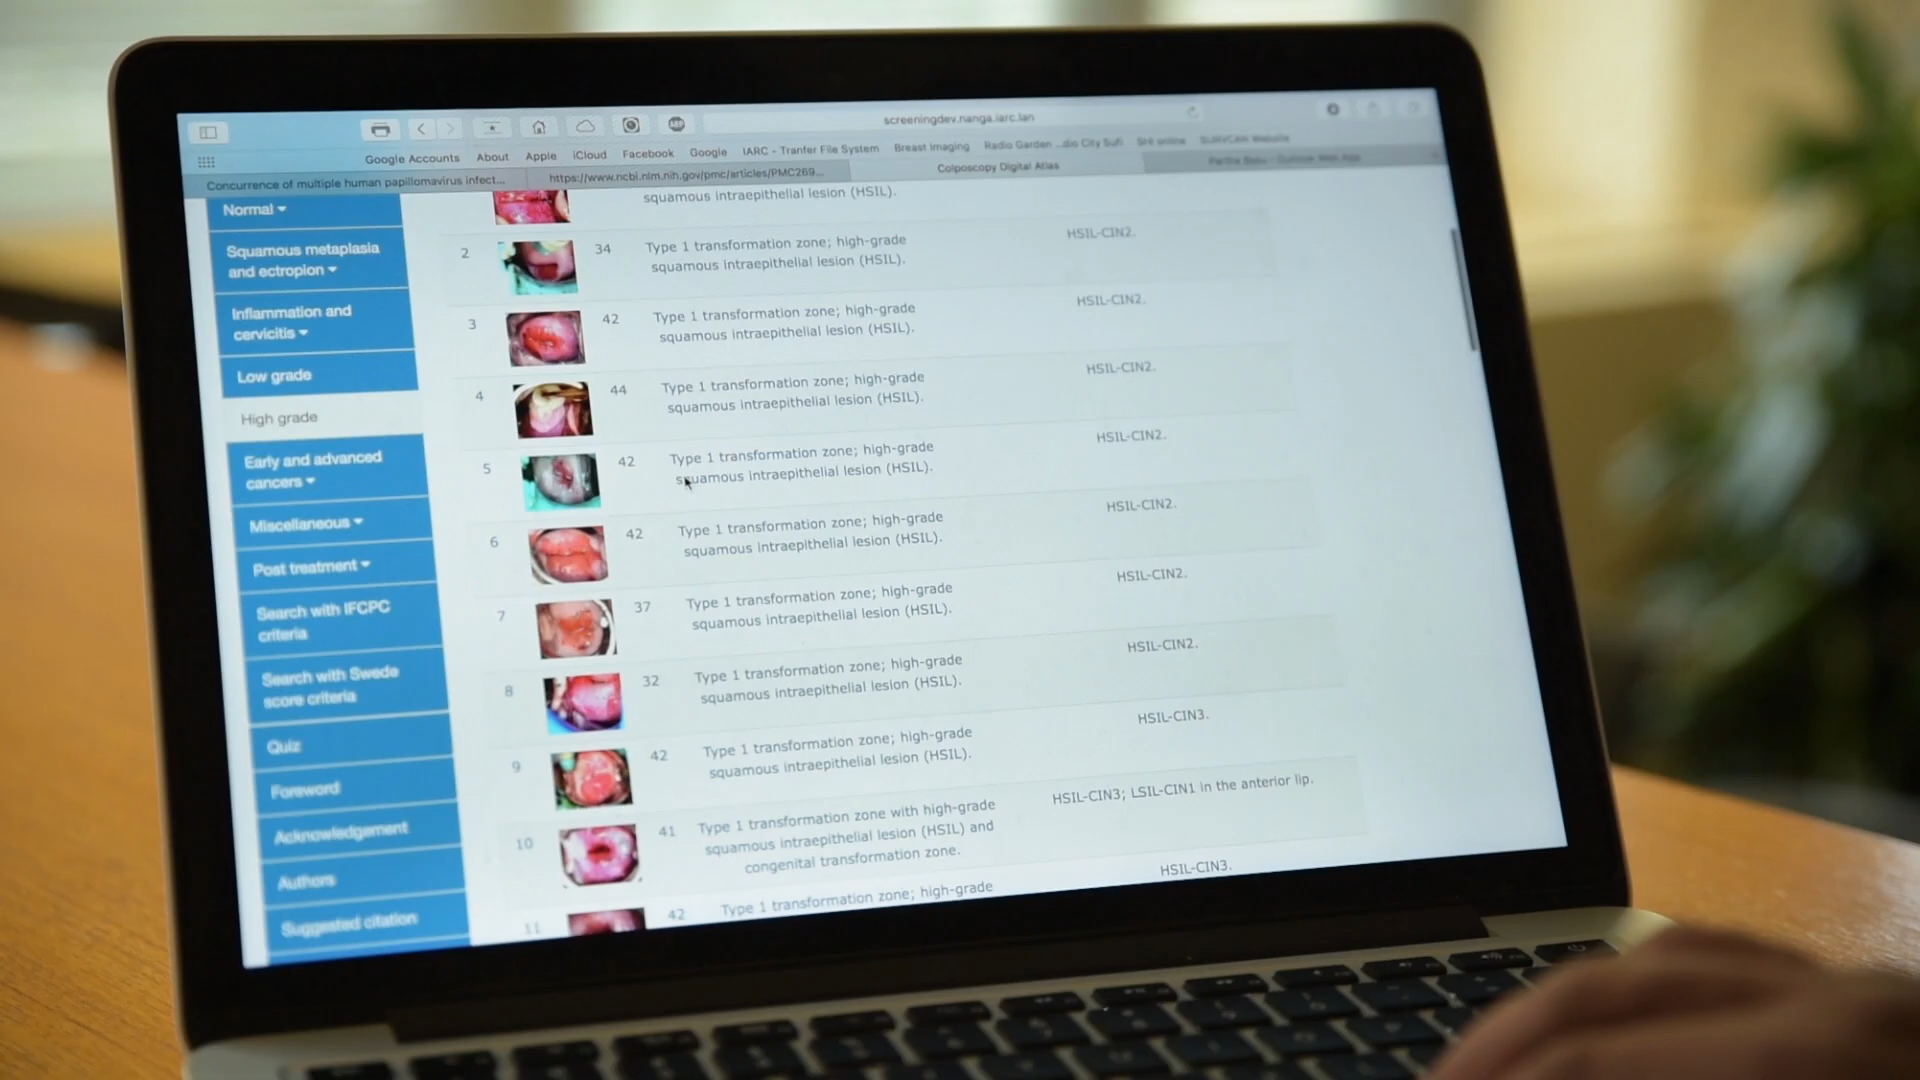 screeningdev.nanga.iarc.lan
Google Accounts About Apple iCloud Facebook Google IARC - Tranfer File System Breast Imaging Radio Garden ...dio City Sufi Srě online SURVCAN Website
Concurrence of multiple human papillomavirus infect... https://www.ncbi.nlm.nih.gov/pmc/articles/PMC269... Colposcopy Digital Atlas
Normal
Squamous metaplasia
and ectropion
Inflammation and
cervicitis
Low grade
High grade
Early and advanced
cancers
Miscellaneous
Post treatment
Search with IFCPC
criteria
Search with Swede
score criteria
Quiz
Foreword
Acknowledgement
Authors
Suggested citation
squamous intraepithelial lesion (HSIL).
2 34 Type 1 transformation zone; high-grade HSIL-CIN2.
squamous intraepithelial lesion (HSIL).
3 42 Type 1 transformation zone; high-grade HSIL-CIN2.
squamous intraepithelial lesion (HSIL).
4 44 Type 1 transformation zone; high-grade HSIL-CIN2.
squamous intraepithelial lesion (HSIL).
5 42 Type 1 transformation zone; high-grade HSIL-CIN2.
squamous intraepithelial lesion (HSIL).
6 42 Type 1 transformation zone; high-grade HSIL-CIN2.
squamous intraepithelial lesion (HSIL).
7 37 Type 1 transformation zone; high-grade HSIL-CIN2.
squamous intraepithelial lesion (HSIL).
8 32 Type 1 transformation zone; high-grade HSIL-CIN2.
squamous intraepithelial lesion (HSIL).
9 42 Type 1 transformation zone; high-grade HSIL-CIN3.
squamous intraepithelial lesion (HSIL).
10 41 Type 1 transformation zone with high-grade HSIL-CIN3; LSIL-CIN1 in the anterior lip.
squamous intraepithelial lesion (HSIL) and
congenital transformation zone.
11 42 Type 1 transformation zone; high-grade HSIL-CIN3.